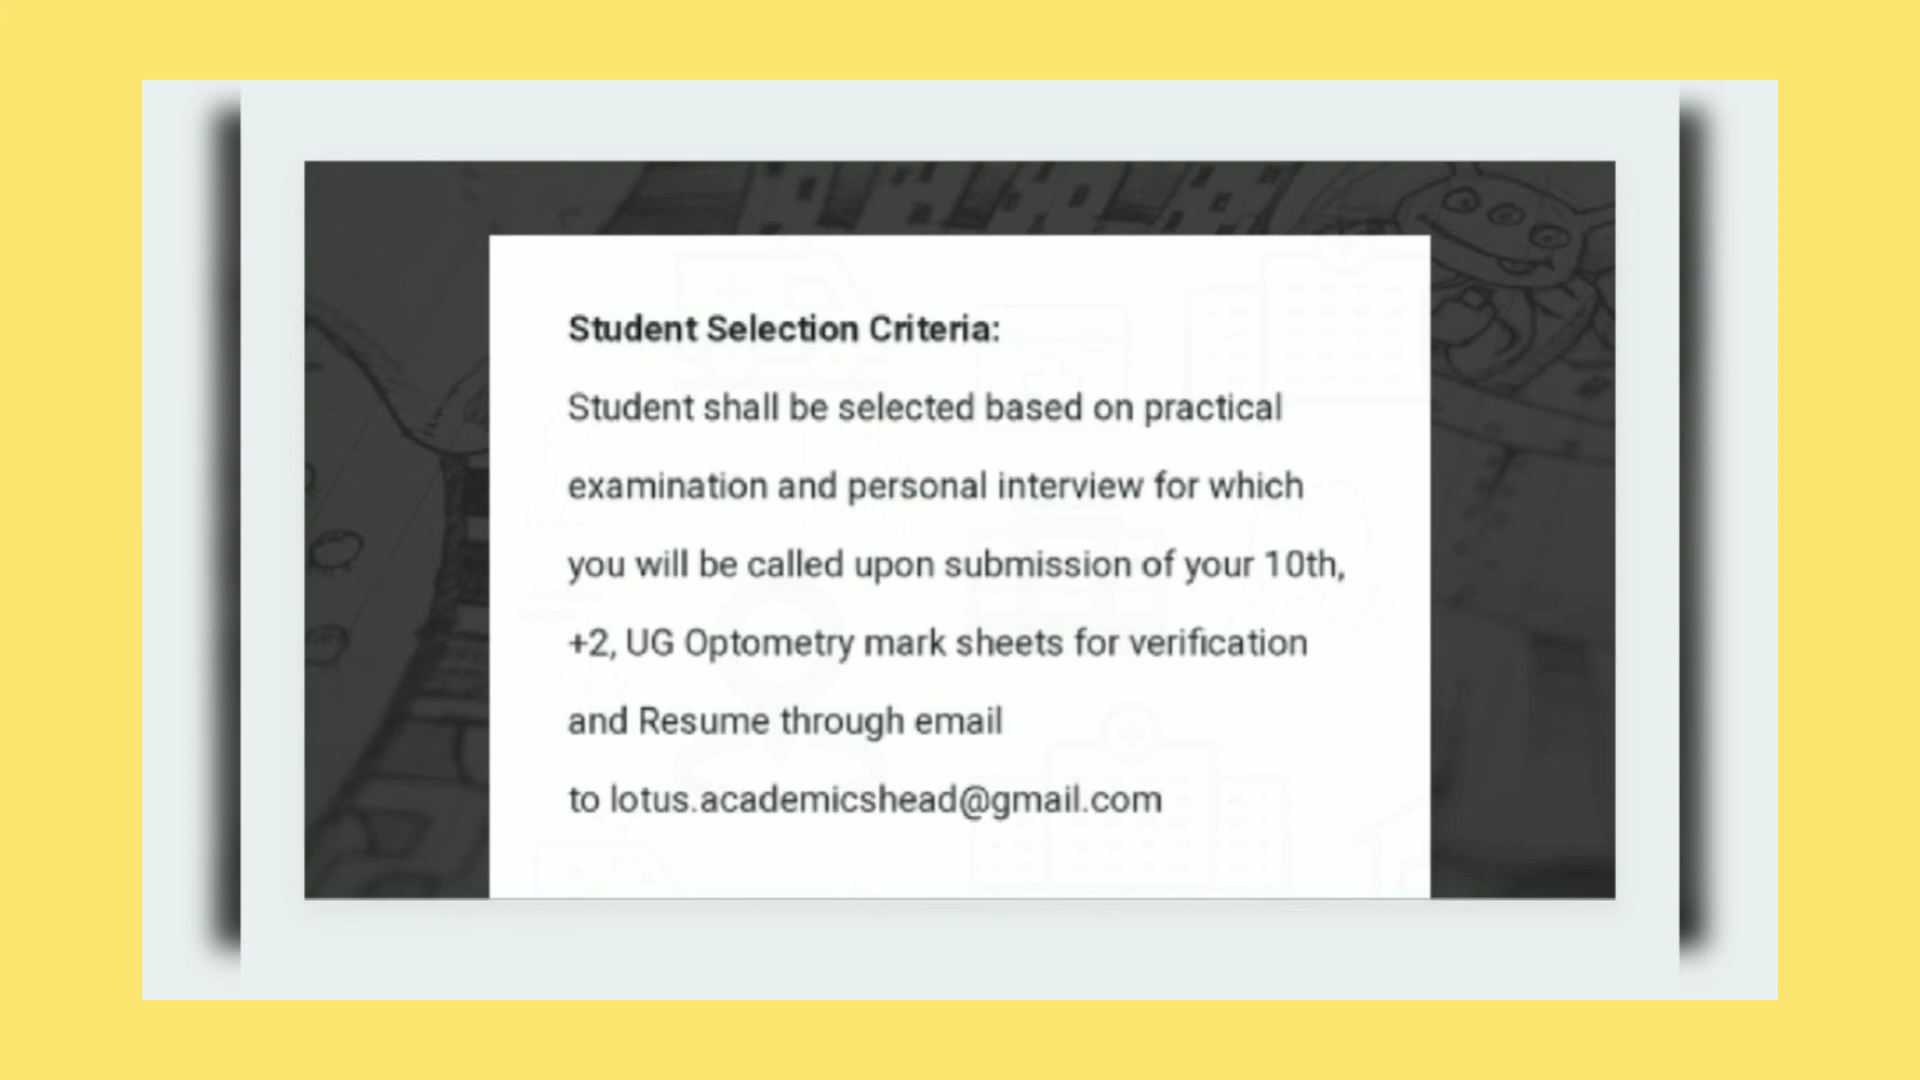 Student Selection Criteria:
Student shall be selected based on practical
examination and personal interview for which
you will be called upon submission of your 10th,
+2, UG Optometry mark sheets for verification
and Resume through email
to lotus.academicshead@gmail.com